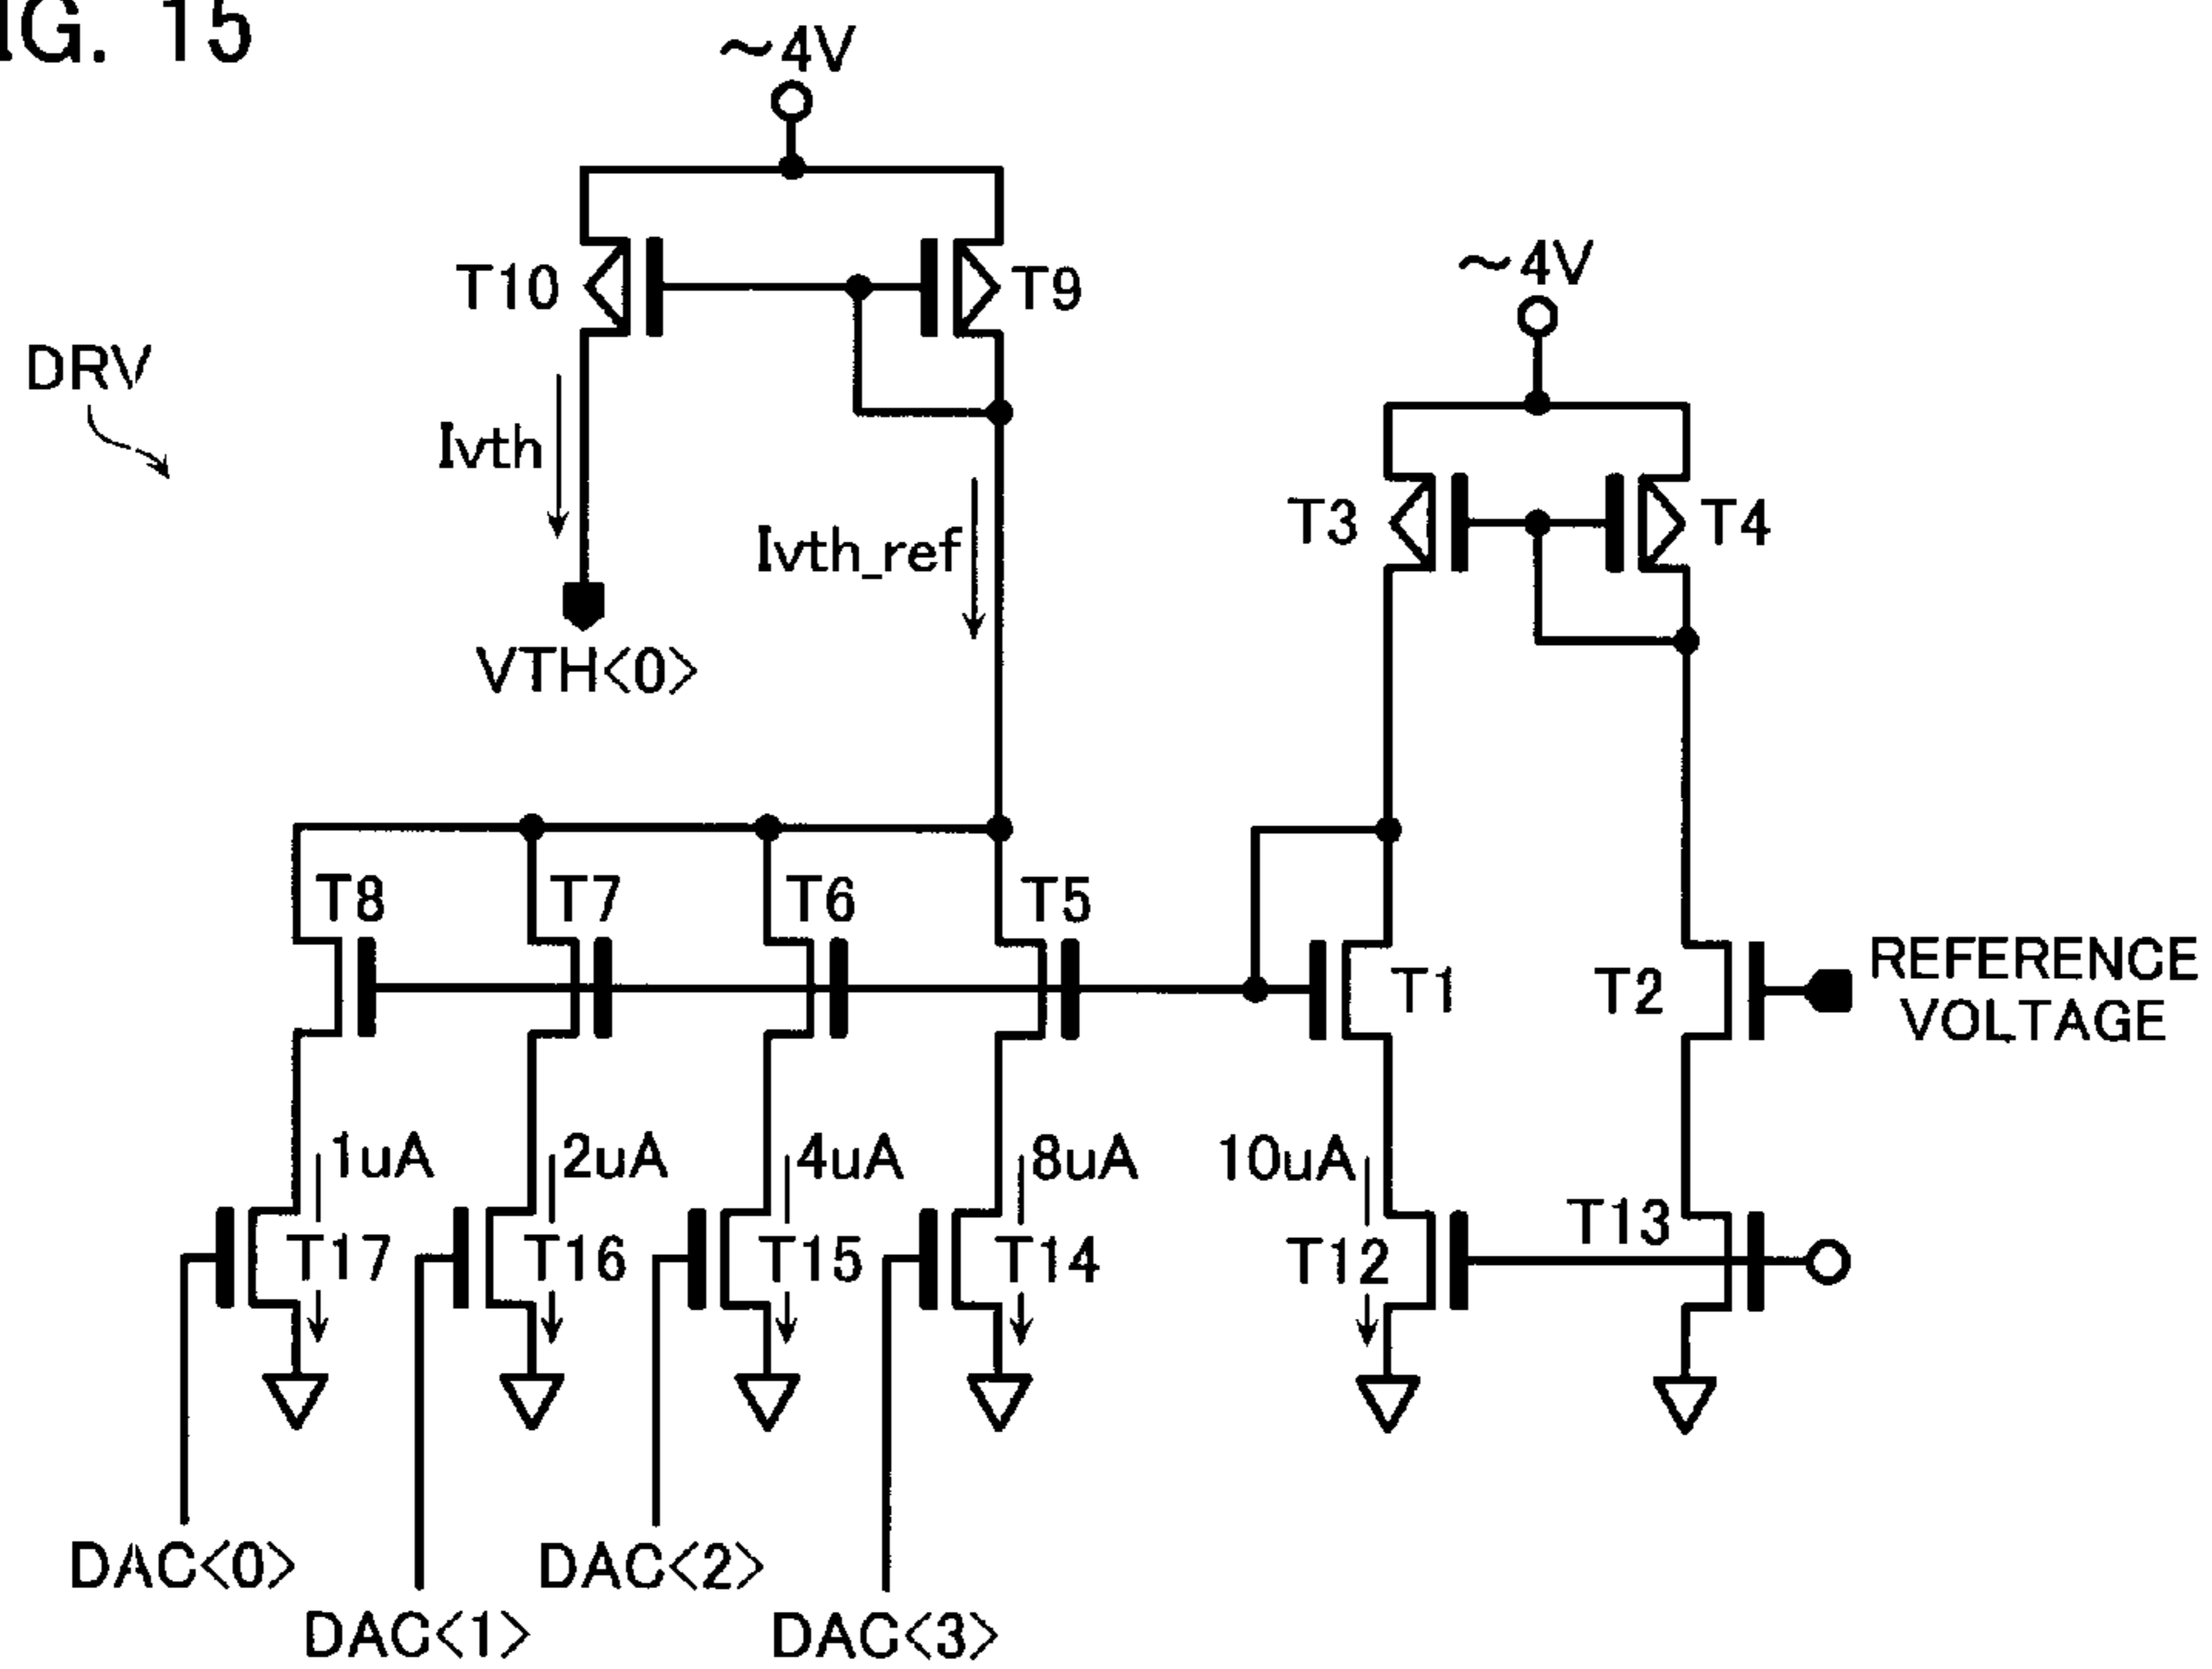 IG. 15
~4V
T10
T9
~4V
DRV
Ivth
Ivth_ref
T3
T4
VTH<0>
T8
T7
T6
T5
T1
T2
REFERENCE
VOLTAGE
1uA
2uA
4uA
8uA
10uA
T17
T16
T15
T14
T12
T13
DAC<0>
DAC<2>
DAC<1>
DAC<3>